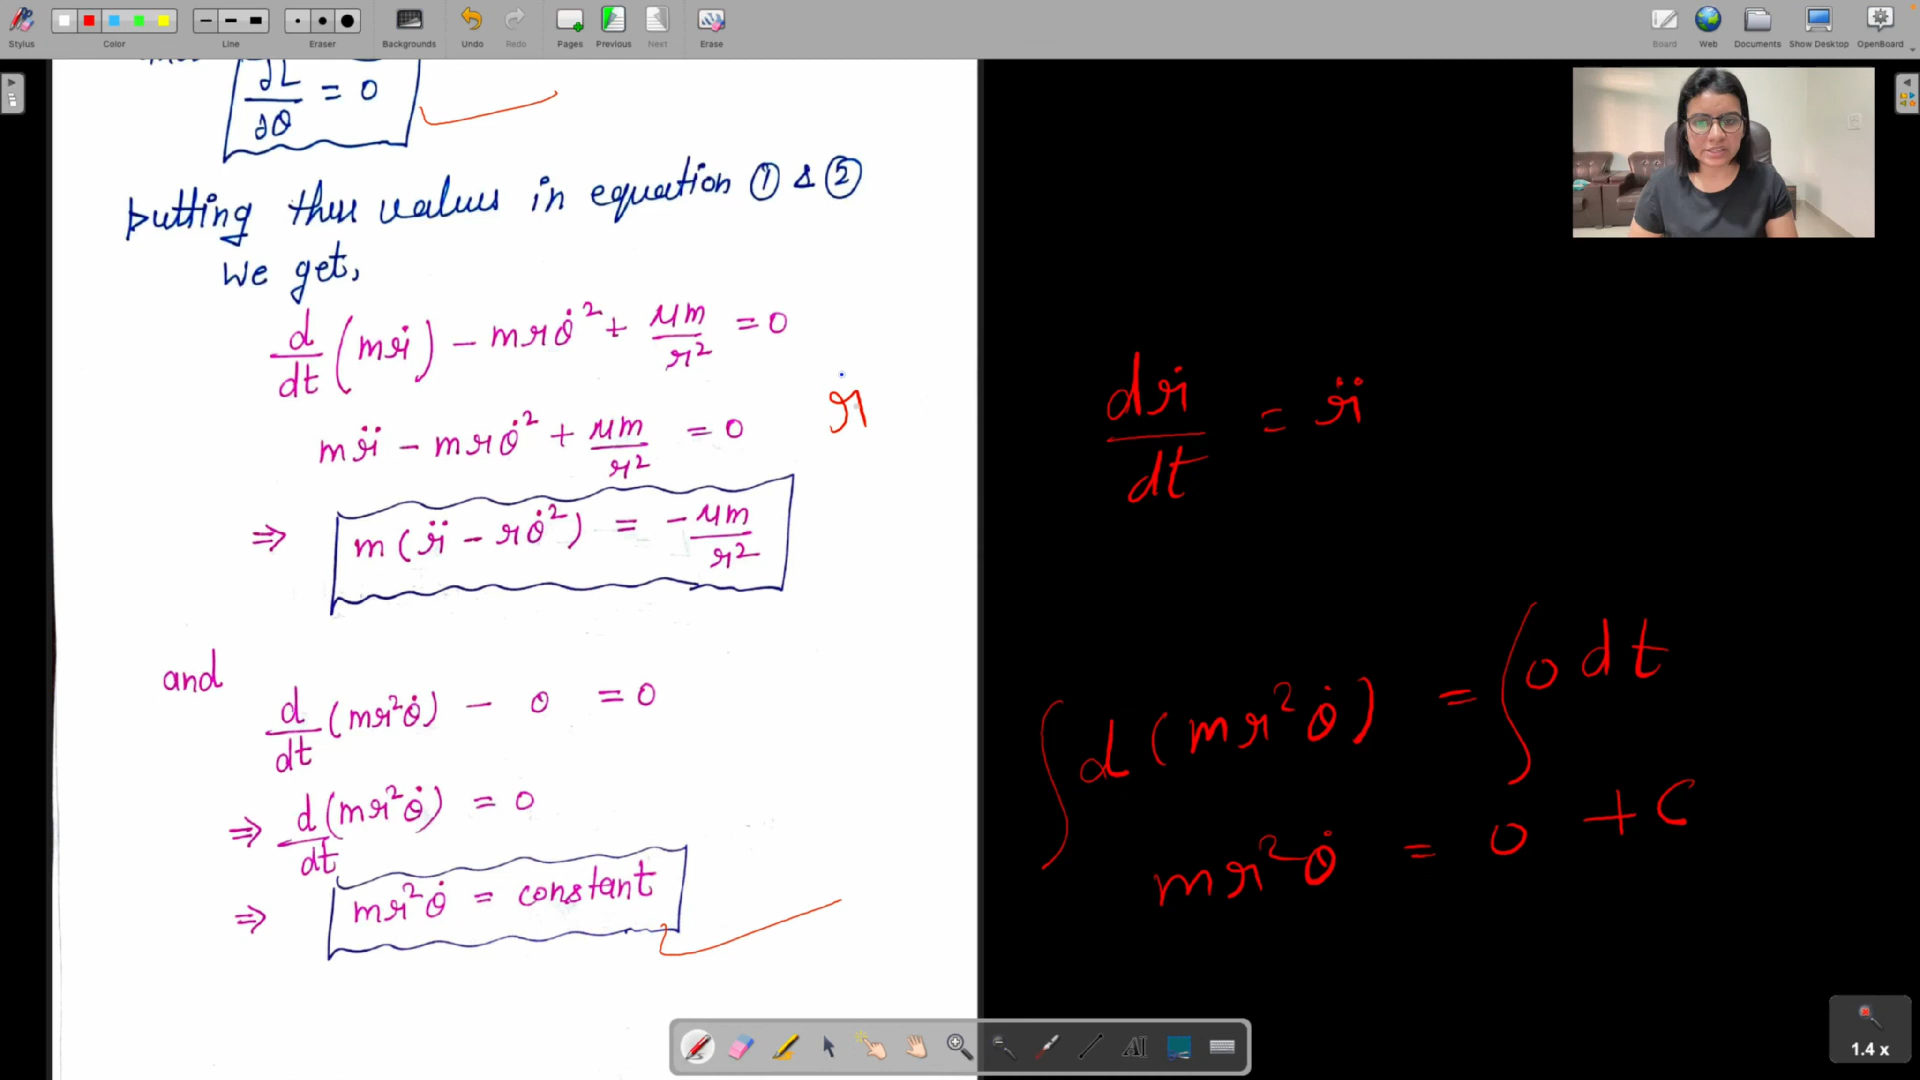 Stylus
Color
Line
Eraser
Backgrounds
Undo
Redo
Pages
Previous
Next
Erase
Board
Web
Documents
Show Desktop
OpenBoard
∂L/∂θ = 0
putting these values in equation ① & ②
We get,
d/dt (mṙ) − mrθ̇² + μm/r² = 0
mr̈ − mrθ̇² + μm/r² = 0
⇒ m(r̈ − rθ̇²) = −μm/r²
and
d/dt (mr²θ̇) − 0 = 0
⇒ d/dt (mr²θ̇) = 0
⇒ mr²θ̇ = constant
r
dṙ/dt = r̈
∫d(mr²θ̇) = ∫0 dt
mr²θ̇ = 0 + C
1.4 x